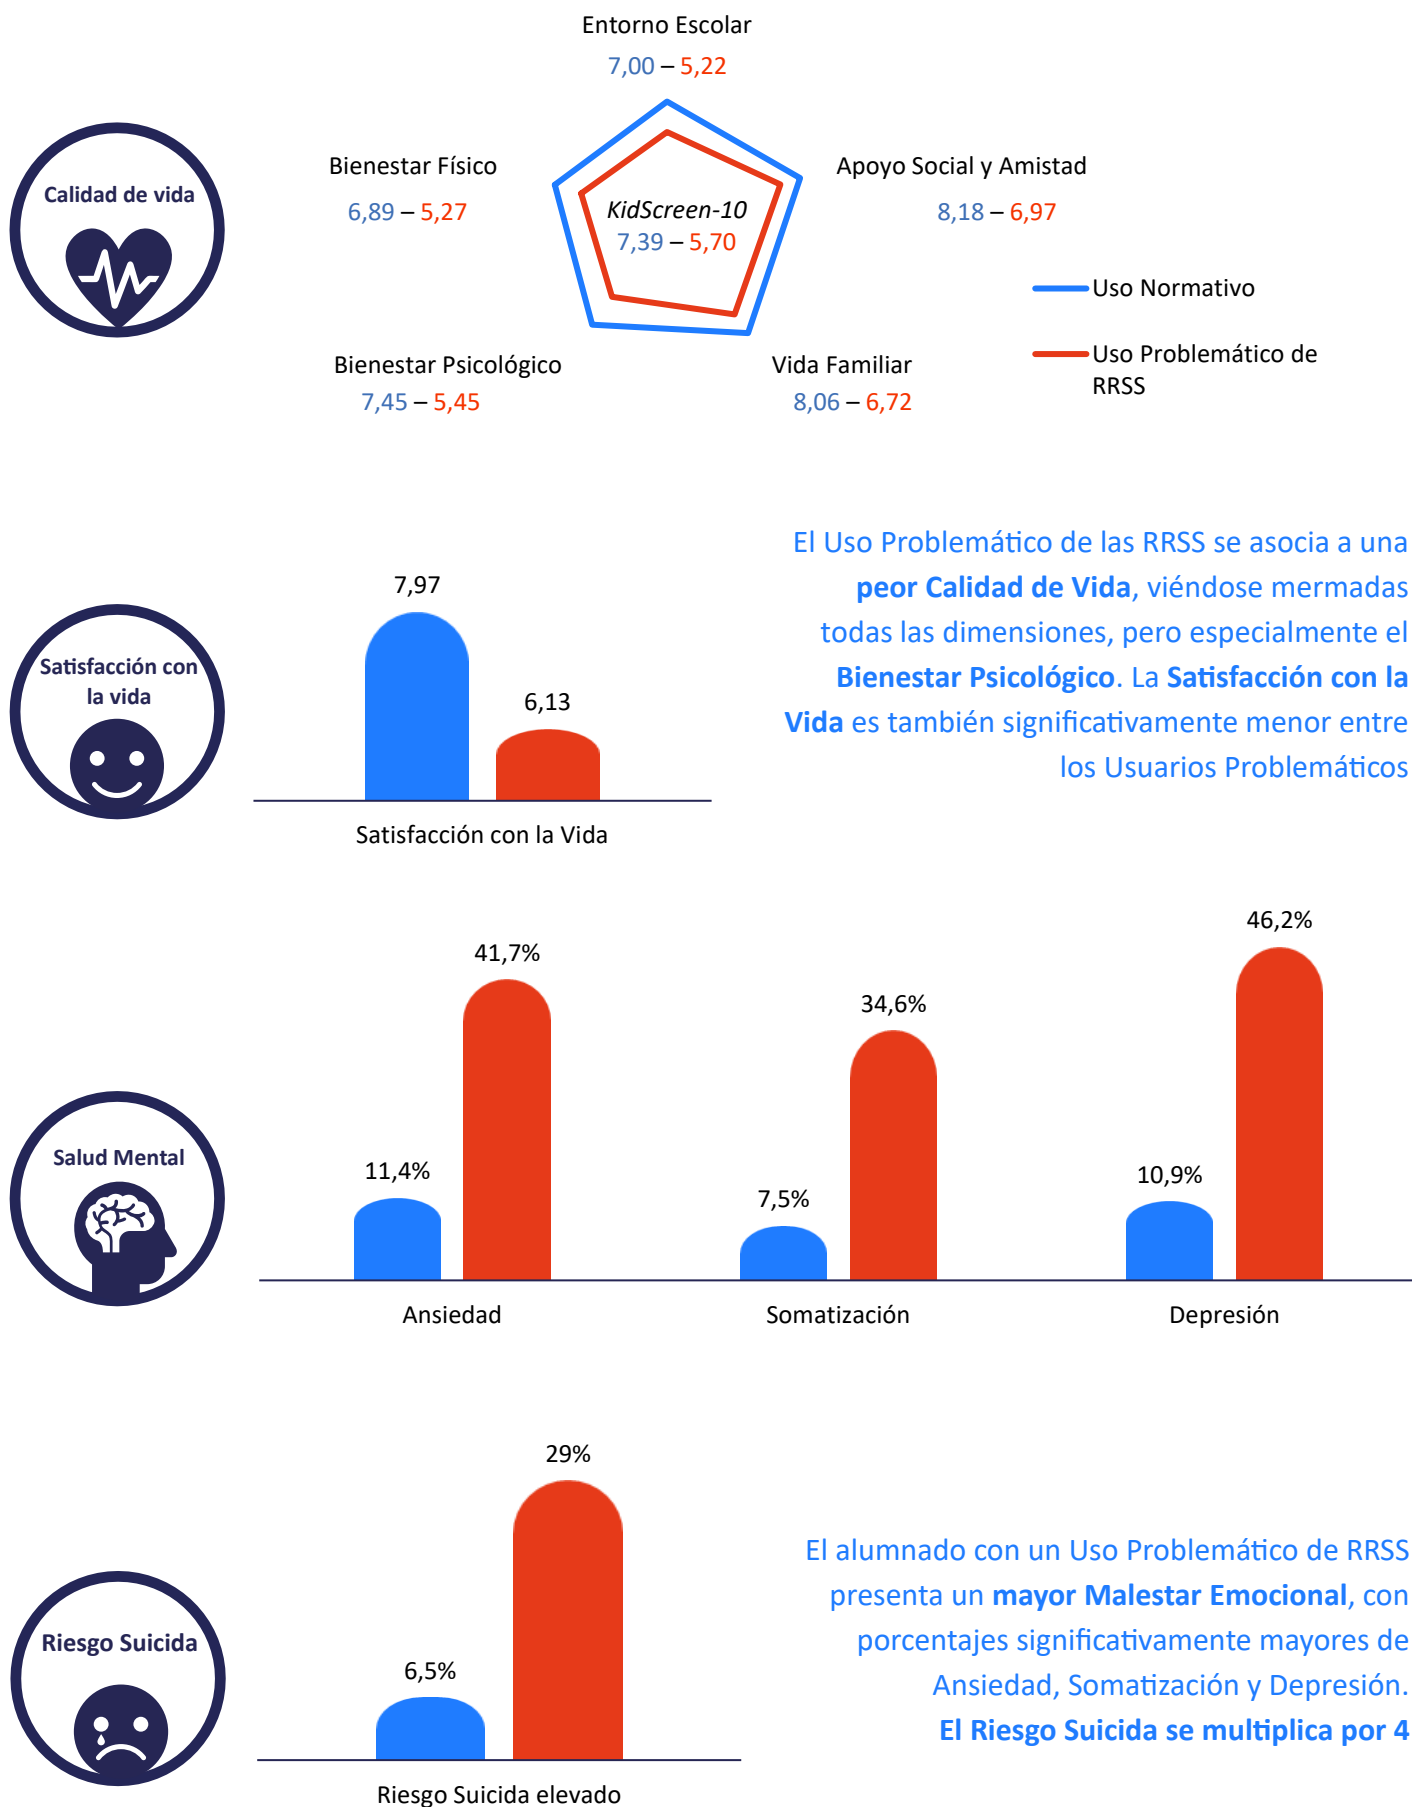 Entorno Escolar
7,00 – 5,22
Calidad de vida
Bienestar Físico
6,89 – 5,27
KidScreen-10
7,39 – 5,70
Apoyo Social y Amistad
8,18 – 6,97
Uso Normativo
Uso Problemático de
RRSS
Bienestar Psicológico
7,45 – 5,45
Vida Familiar
8,06 – 6,72
Satisfacción con
la vida
7,97
6,13
Satisfacción con la Vida
El Uso Problemático de las RRSS se asocia a una
peor Calidad de Vida, viéndose mermadas
todas las dimensiones, pero especialmente el
Bienestar Psicológico. La Satisfacción con la
Vida es también significativamente menor entre
los Usuarios Problemáticos
Salud Mental
11,4%
41,7%
7,5%
34,6%
10,9%
46,2%
Ansiedad
Somatización
Depresión
Riesgo Suicida
6,5%
29%
Riesgo Suicida elevado
El alumnado con un Uso Problemático de RRSS
presenta un mayor Malestar Emocional, con
porcentajes significativamente mayores de
Ansiedad, Somatización y Depresión.
El Riesgo Suicida se multiplica por 4